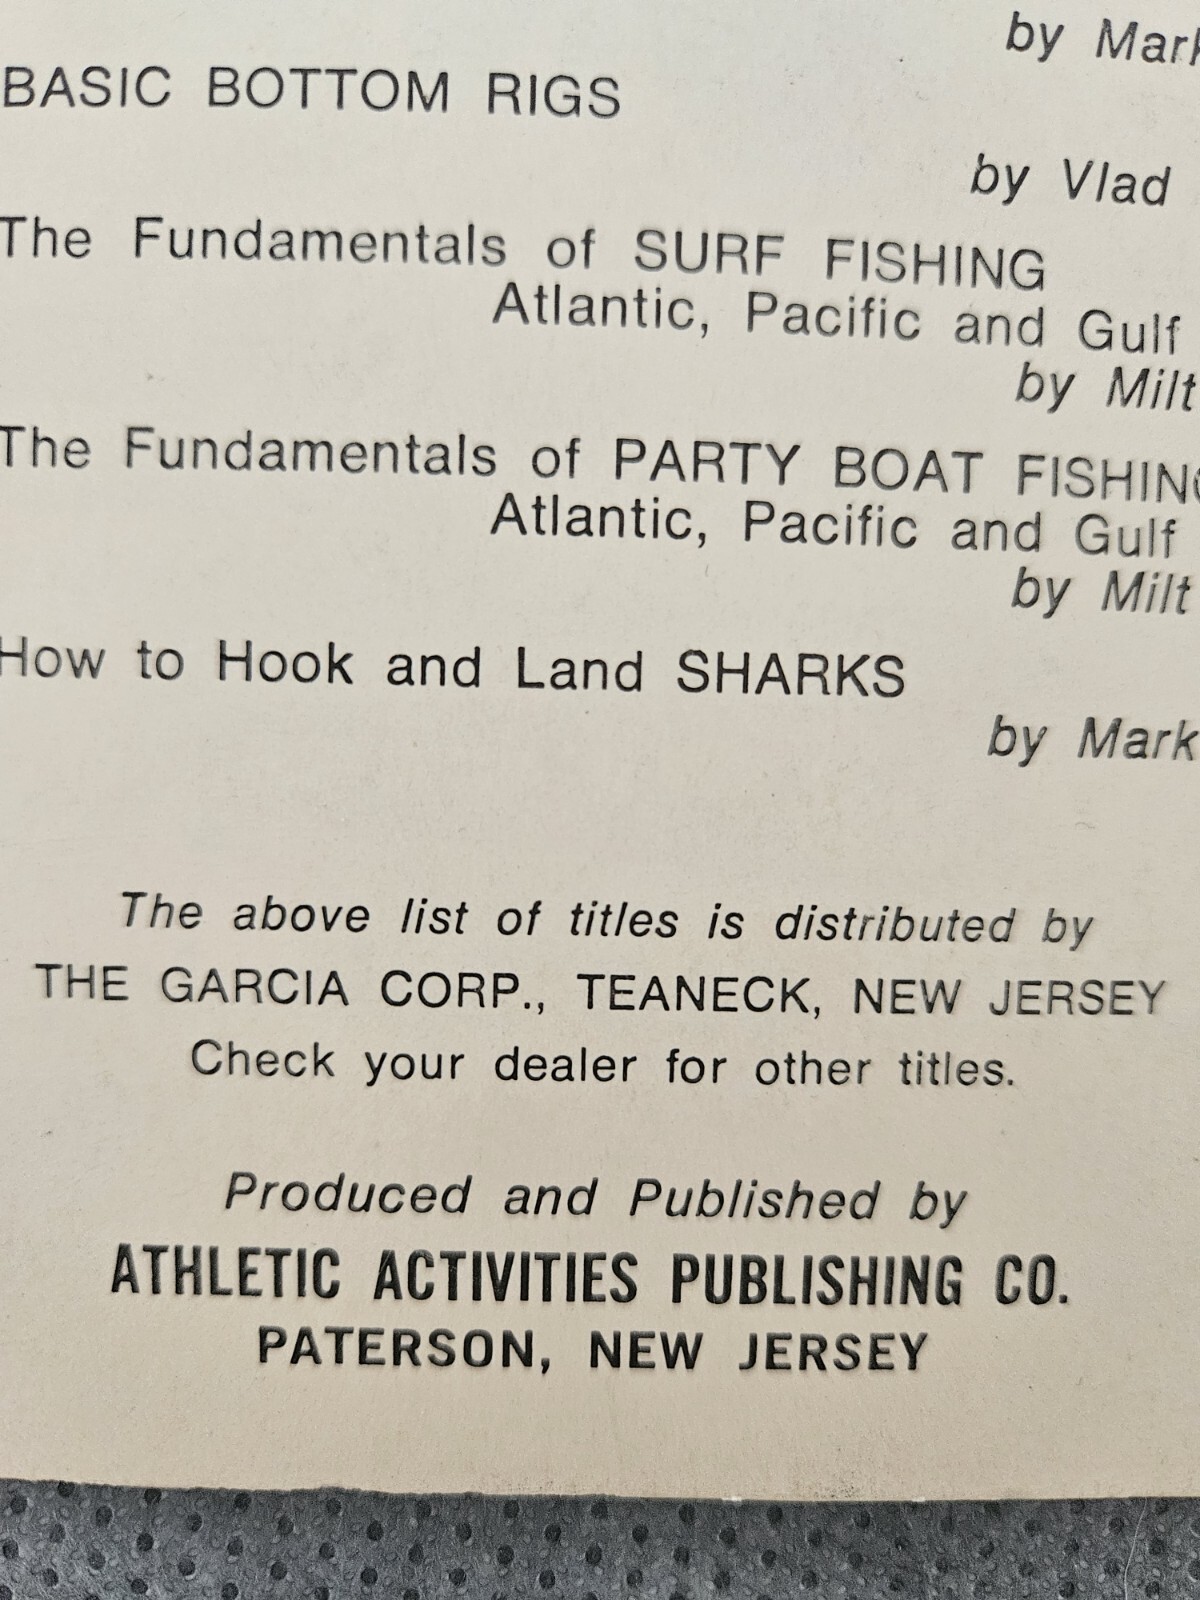 by Mark
BASIC BOTTOM RIGS
by Vlad
The Fundamentals of SURF FISHING
Atlantic, Pacific and Gulf
by Milt
The Fundamentals of PARTY BOAT FISHING
Atlantic, Pacific and Gulf
by Milt
How to Hook and Land SHARKS
by Mark
The above list of titles is distributed by
THE GARCIA CORP., TEANECK, NEW JERSEY
Check your dealer for other titles.
Produced and Published by
ATHLETIC ACTIVITIES PUBLISHING CO.
PATERSON, NEW JERSEY